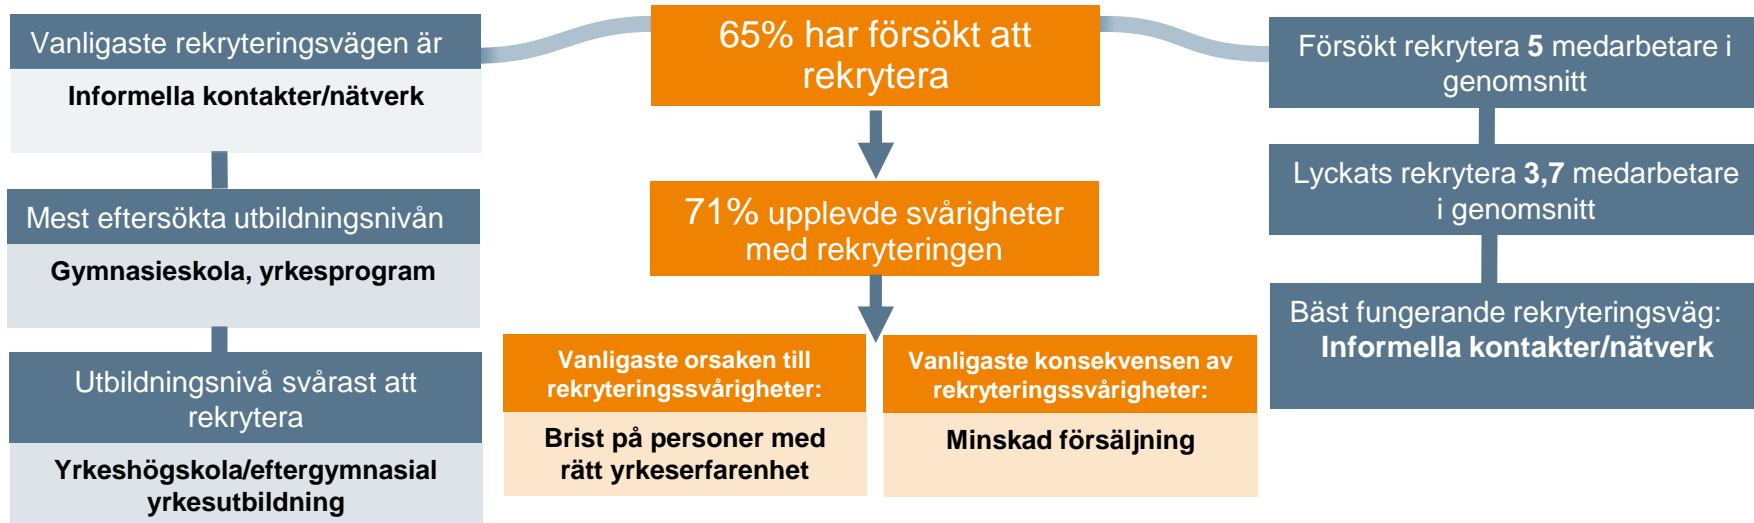 Vanligaste rekryteringsvägen är
Informella kontakter/nätverk
Mest eftersökta utbildningsnivån
Gymnasieskola, yrkesprogram
Utbildningsnivå svårast att
rekrytera
Yrkeshögskola/eftergymnasial
yrkesutbildning
65% har försökt att
rekrytera
71% upplevde svårigheter
med rekryteringen
Vanligaste orsaken till
rekryteringssvårigheter:
Brist på personer med
rätt yrkeserfarenhet
Vanligaste konsekvensen av
rekryteringssvårigheter:
Minskad försäljning
Försökt rekrytera 5 medarbetare i
genomsnitt
Lyckats rekrytera 3,7 medarbetare
i genomsnitt
Bäst fungerande rekryteringsväg:
Informella kontakter/nätverk